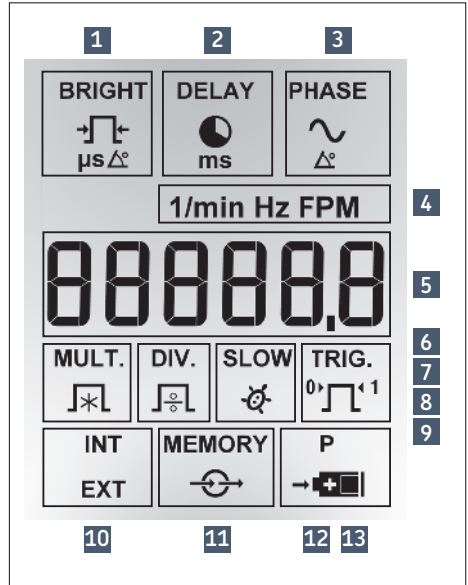 1 2 3
BRIGHT DELAY PHASE
µs ms
1/min Hz FPM 4
888888.8 5
6
MULT. DIV. SLOW TRIG. 7
0 1 8
9
INT MEMORY P
EXT
10 11 12 13